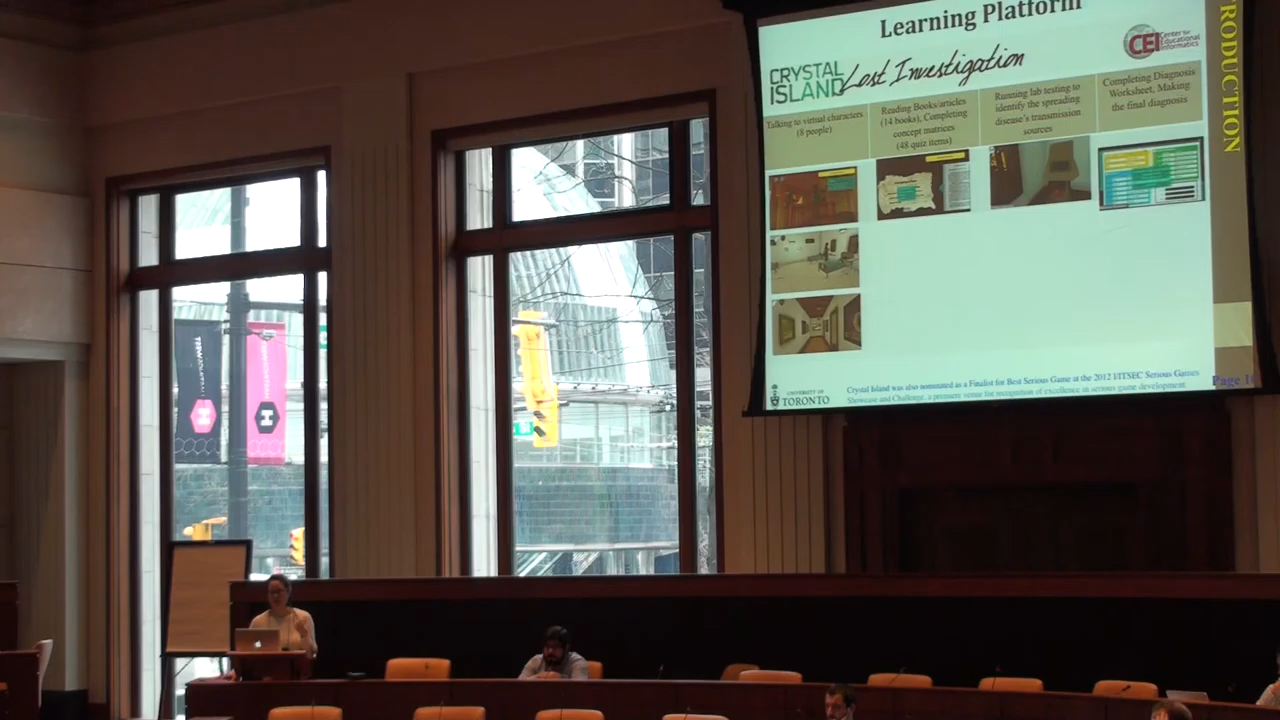 Learning Platform
CRYSTAL
ISLAND
Lost Investigation
CEI Center for
Educational
Informatics
Talking to virtual characters
(8 people)
Reading Books/articles
(14 books), Completing
concept matrices
(48 quiz items)
Running lab testing to
identify the spreading
disease's transmission
sources
Completing Diagnosis
Worksheet, Making
the final diagnosis
UNIVERSITY OF
TORONTO
Crystal Island was also nominated as a Finalist for Best Serious Game at the 2012 I/ITSEC Serious Games
Showcase and Challenge, a premiere venue for recognition of excellence in serious game development.
TRODUCTION
Page